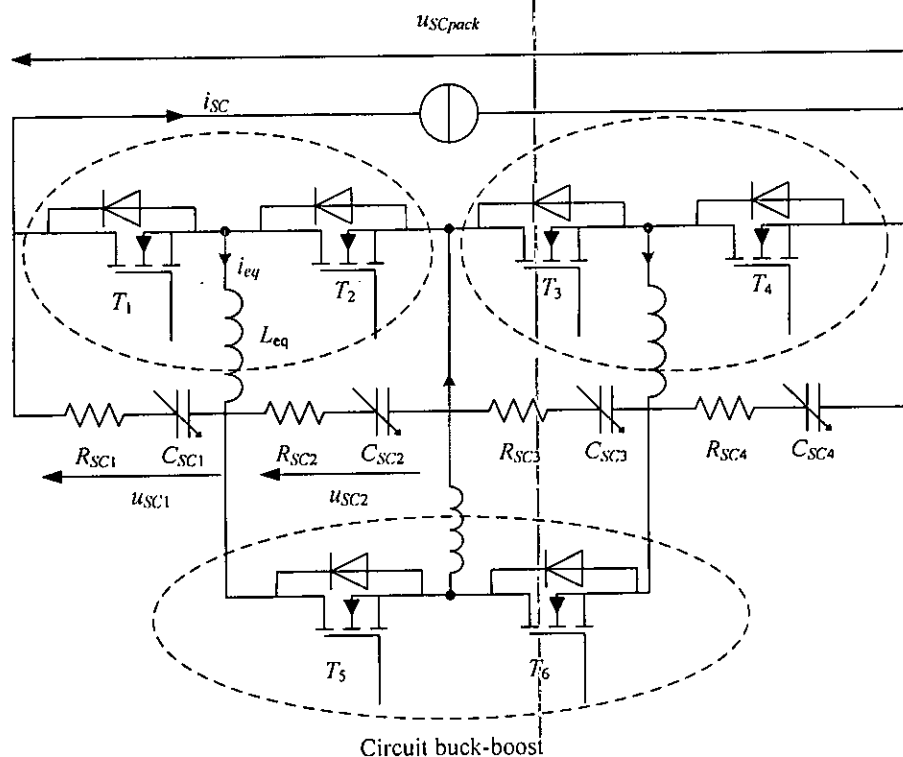 u_SCpack
i_SC
T_1
i_eq
T_2
T_3
T_4
L_eq
R_SC1
C_SC1
R_SC2
C_SC2
R_SC3
C_SC3
R_SC4
C_SC4
u_SC1
u_SC2
T_5
T_6
Circuit buck-boost